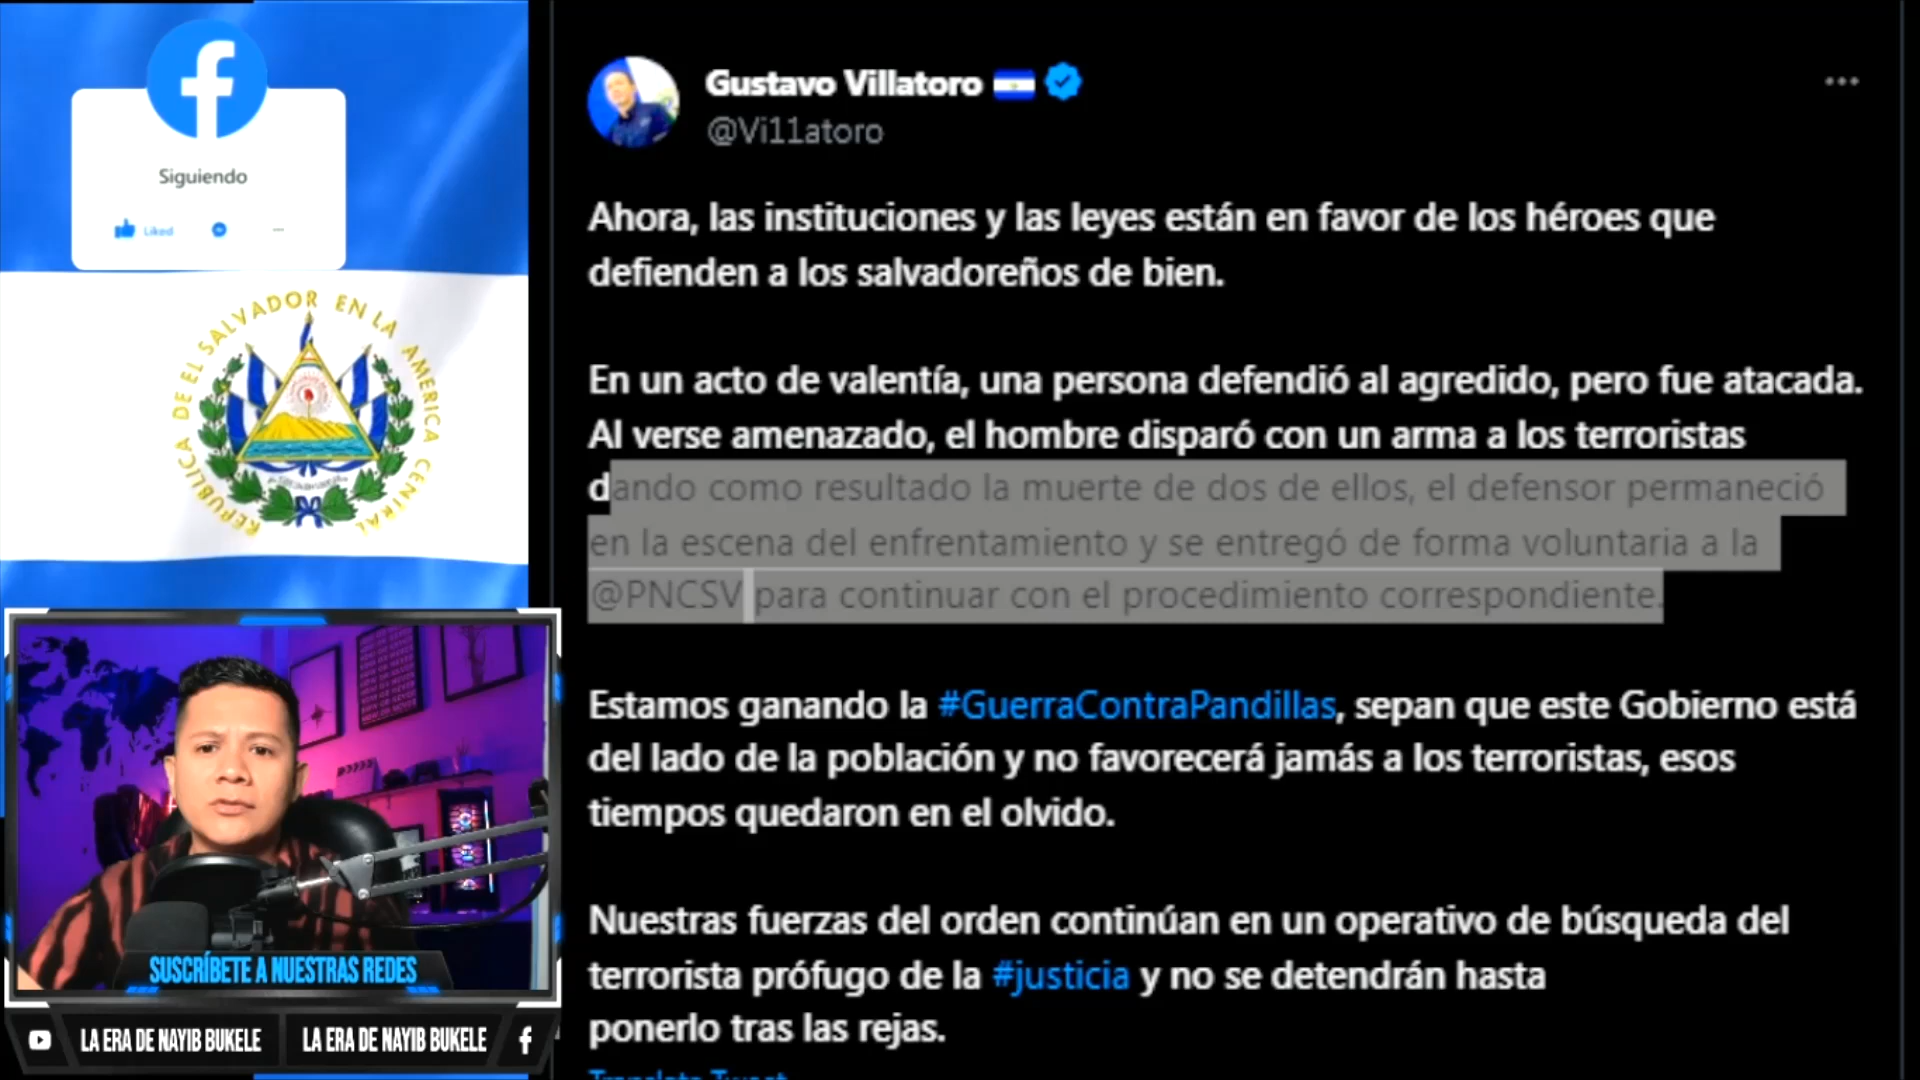 Siguiendo
Liked
REPUBLICA DE EL SALVADOR EN LA AMERICA CENTRAL
SUSCRÍBETE A NUESTRAS REDES
LA ERA DE NAYIB BUKELE
LA ERA DE NAYIB BUKELE
Gustavo Villatoro
@Vi11atoro
Ahora, las instituciones y las leyes están en favor de los héroes que
defienden a los salvadoreños de bien.
En un acto de valentía, una persona defendió al agredido, pero fue atacada.
Al verse amenazado, el hombre disparó con un arma a los terroristas
dando como resultado la muerte de dos de ellos, el defensor permaneció
en la escena del enfrentamiento y se entregó de forma voluntaria a la
@PNCSV para continuar con el procedimiento correspondiente.
Estamos ganando la #GuerraContraPandillas, sepan que este Gobierno está
del lado de la población y no favorecerá jamás a los terroristas, esos
tiempos quedaron en el olvido.
Nuestras fuerzas del orden continúan en un operativo de búsqueda del
terrorista prófugo de la #justicia y no se detendrán hasta
ponerlo tras las rejas.
Translate Tweet